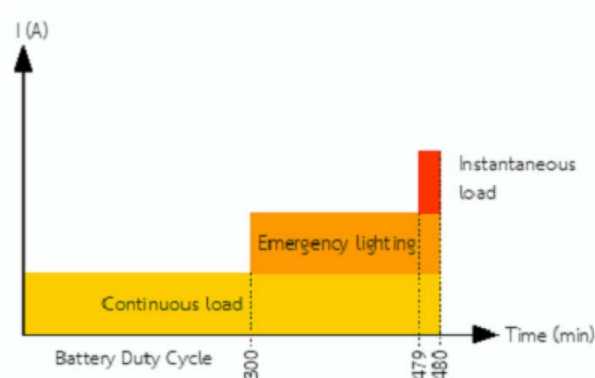 I (A)
Instantaneous
load
Emergency lighting
Continuous load
Time (min)
Battery Duty Cycle
300
479
480